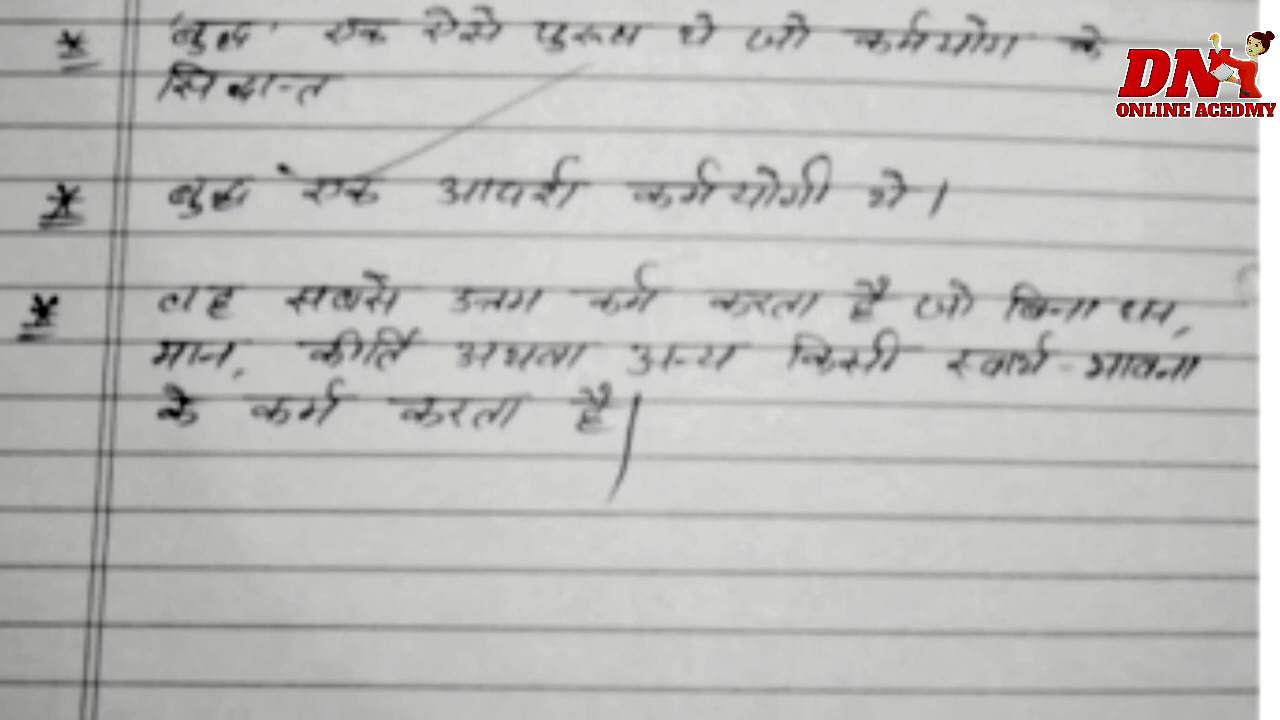 * 'बुद्ध' एक ऐसे पुरूष थे जो कर्मयोग के
सिद्धान्त
* बुद्ध एक आदर्श कर्मयोगी थे।
* वह सबसे उत्तम कर्म करता है जो बिना धन,
मान, कीर्ति अथवा अन्य किसी स्वार्थ-भावना
के कर्म करता है।
DNA
ONLINE ACEDMY